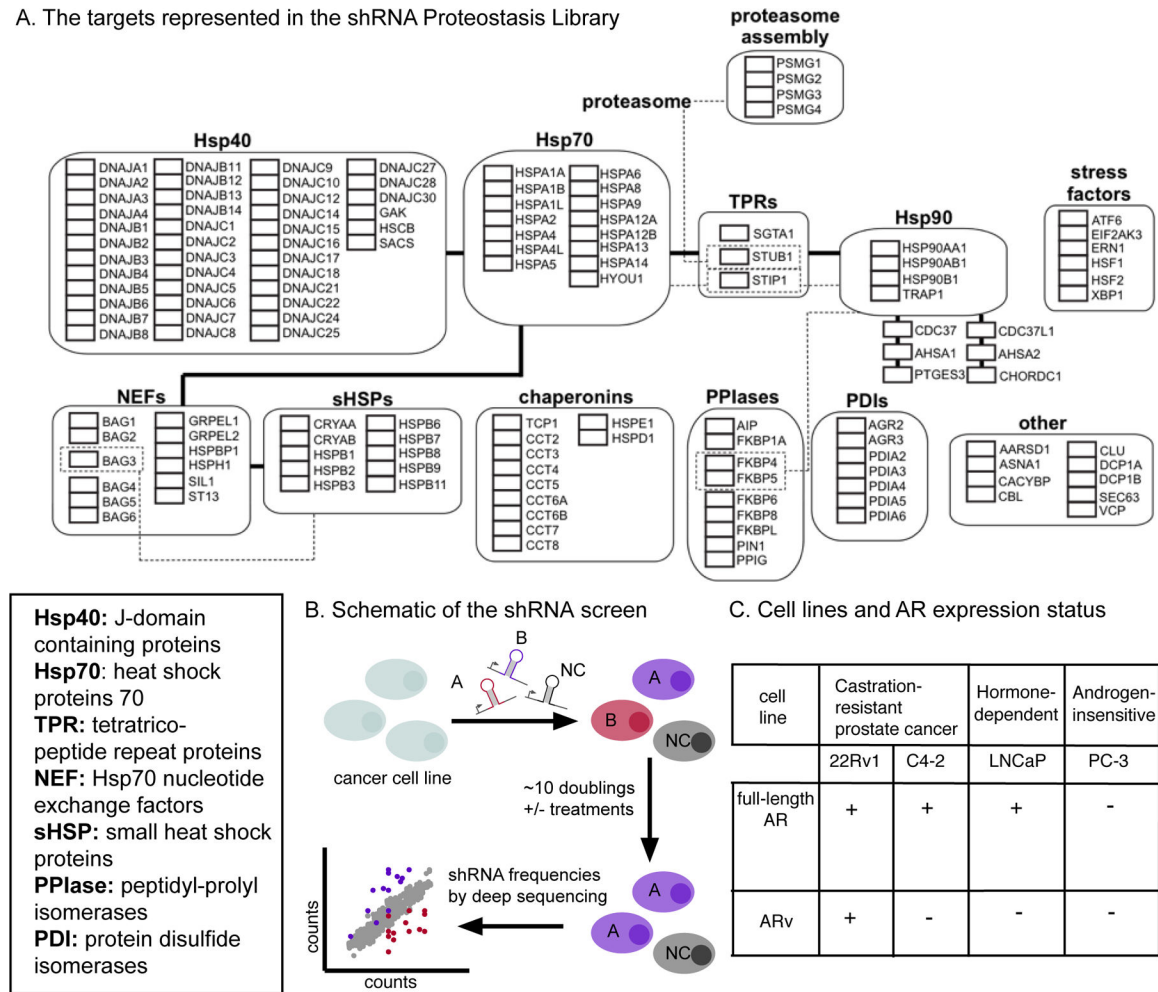 A. The targets represented in the shRNA Proteostasis Library
proteasome
assembly
PSMG1
PSMG2
PSMG3
PSMG4
proteasome
Hsp40
DNAJA1
DNAJA2
DNAJA3
DNAJA4
DNAJB1
DNAJB2
DNAJB3
DNAJB4
DNAJB5
DNAJB6
DNAJB7
DNAJB8
DNAJB11
DNAJB12
DNAJB13
DNAJB14
DNAJC1
DNAJC2
DNAJC3
DNAJC4
DNAJC5
DNAJC6
DNAJC7
DNAJC8
DNAJC9
DNAJC10
DNAJC12
DNAJC14
DNAJC15
DNAJC16
DNAJC17
DNAJC18
DNAJC21
DNAJC22
DNAJC24
DNAJC25
DNAJC27
DNAJC28
DNAJC30
GAK
HSCB
SACS
Hsp70
HSPA1A
HSPA1B
HSPA1L
HSPA2
HSPA4
HSPA4L
HSPA5
HSPA6
HSPA8
HSPA9
HSPA12A
HSPA12B
HSPA13
HSPA14
HYOU1
TPRs
SGTA1
STUB1
STIP1
Hsp90
HSP90AA1
HSP90AB1
HSP90B1
TRAP1
CDC37
AHSA1
PTGES3
CDC37L1
AHSA2
CHORDC1
stress
factors
ATF6
EIF2AK3
ERN1
HSF1
HSF2
XBP1
NEFs
BAG1
BAG2
BAG3
BAG4
BAG5
BAG6
GRPEL1
GRPEL2
HSPBP1
HSPH1
SIL1
ST13
sHSPs
CRYAA
CRYAB
HSPB1
HSPB2
HSPB3
HSPB6
HSPB7
HSPB8
HSPB9
HSPB11
chaperonins
TCP1
CCT2
CCT3
CCT4
CCT5
CCT6A
CCT6B
CCT7
CCT8
HSPE1
HSPD1
PPIases
AIP
FKBP1A
FKBP4
FKBP5
FKBP6
FKBP8
FKBPL
PIN1
PPIG
PDIs
AGR2
AGR3
PDIA2
PDIA3
PDIA4
PDIA5
PDIA6
other
AARSD1
ASNA1
CACYBP
CBL
CLU
DCP1A
DCP1B
SEC63
VCP
Hsp40: J-domain
containing proteins
Hsp70: heat shock
proteins 70
TPR: tetratrico-
peptide repeat proteins
NEF: Hsp70 nucleotide
exchange factors
sHSP: small heat shock
proteins
PPIase: peptidyl-prolyl
isomerases
PDI: protein disulfide
isomerases
B. Schematic of the shRNA screen
A
B
NC
A
B
NC
cancer cell line
~10 doublings
+/- treatments
shRNA frequencies
by deep sequencing
A
A
NC
counts
counts
C. Cell lines and AR expression status
cell
line
Castration-
resistant
prostate cancer
Hormone-
dependent
Androgen-
insensitive
22Rv1 C4-2 LNCaP PC-3
full-length
AR
+ + + -
ARv + - - -